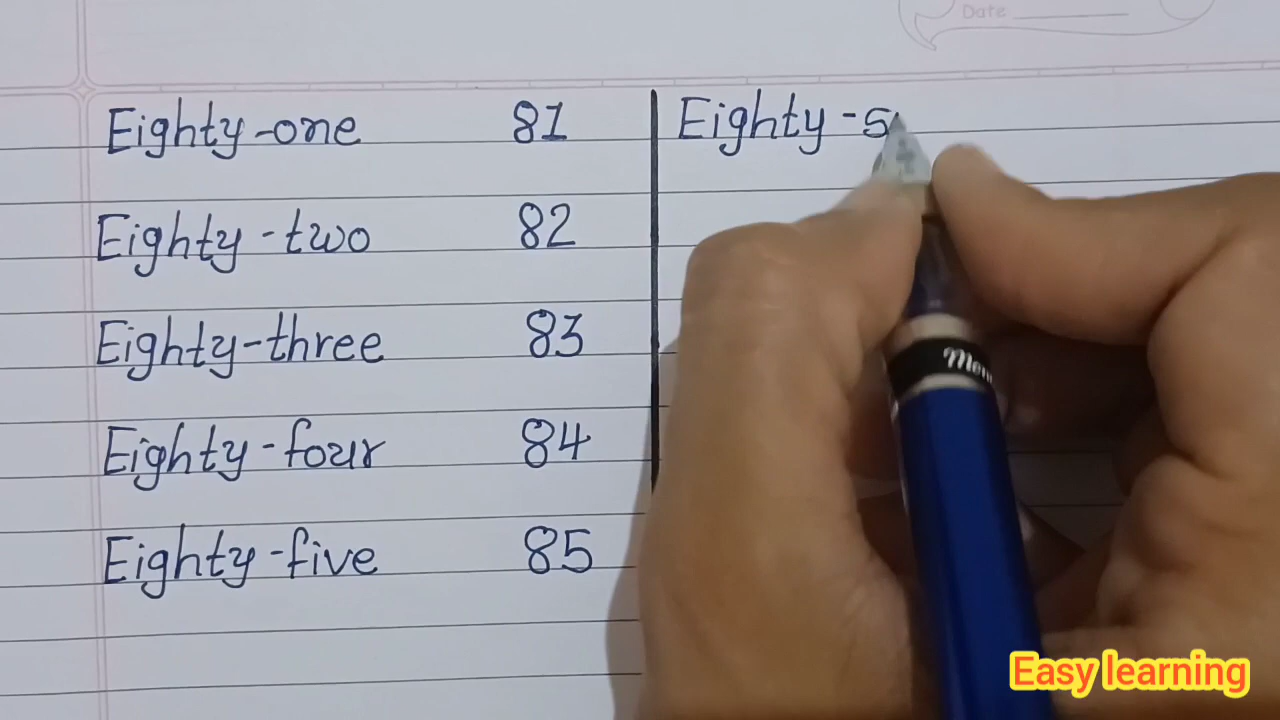 Date
Eighty-one 81
Eighty-two 82
Eighty-three 83
Eighty-four 84
Eighty-five 85
Eighty-s
Easy learning